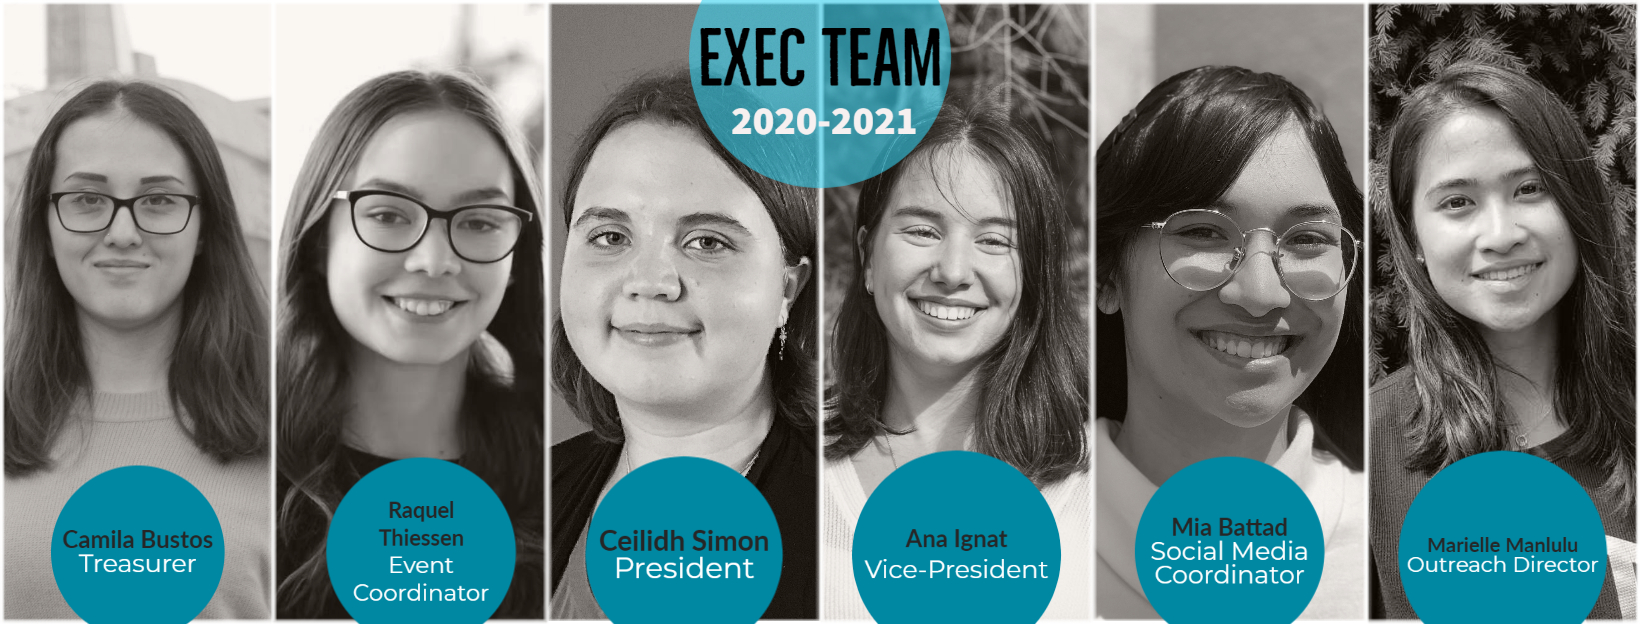 EXEC TEAM
2020-2021
Camila Bustos
Treasurer
Raquel
Thiessen
Event
Coordinator
Ceilidh Simon
President
Ana Ignat
Vice-President
Mia Battad
Social Media
Coordinator
Marielle Manlulu
Outreach Director